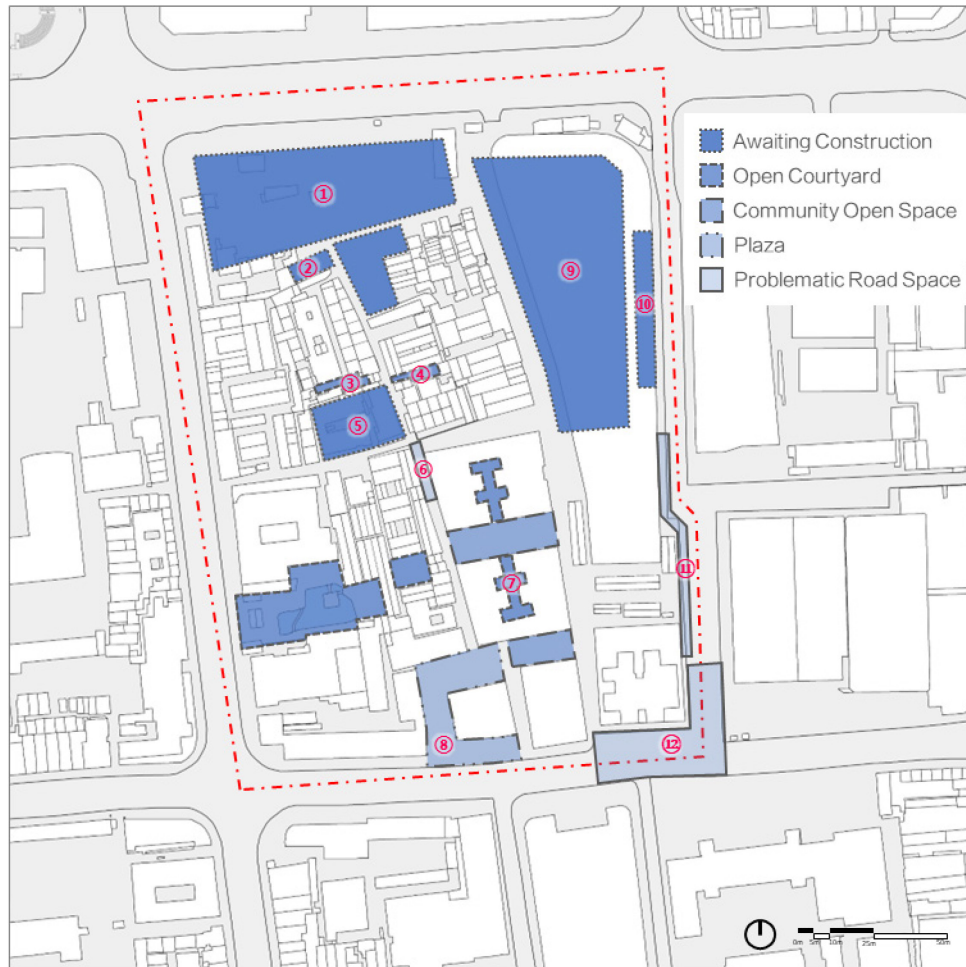 Awaiting Construction
Open Courtyard
Community Open Space
Plaza
Problematic Road Space
①
②
③
④
⑤
⑥
⑦
⑧
⑨
⑩
⑪
⑫
0m 5m 10m 25m 50m